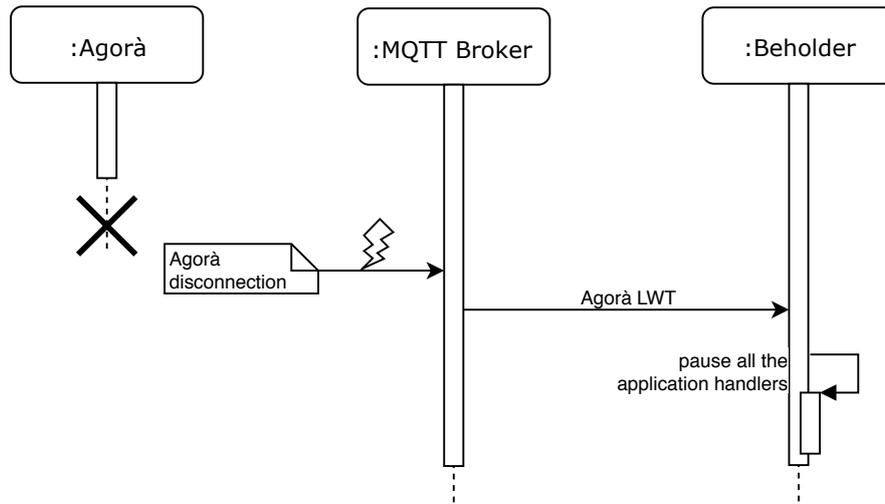 :Agorà
:MQTT Broker
:Beholder
Agorà
disconnection
Agorà LWT
pause all the
application handlers